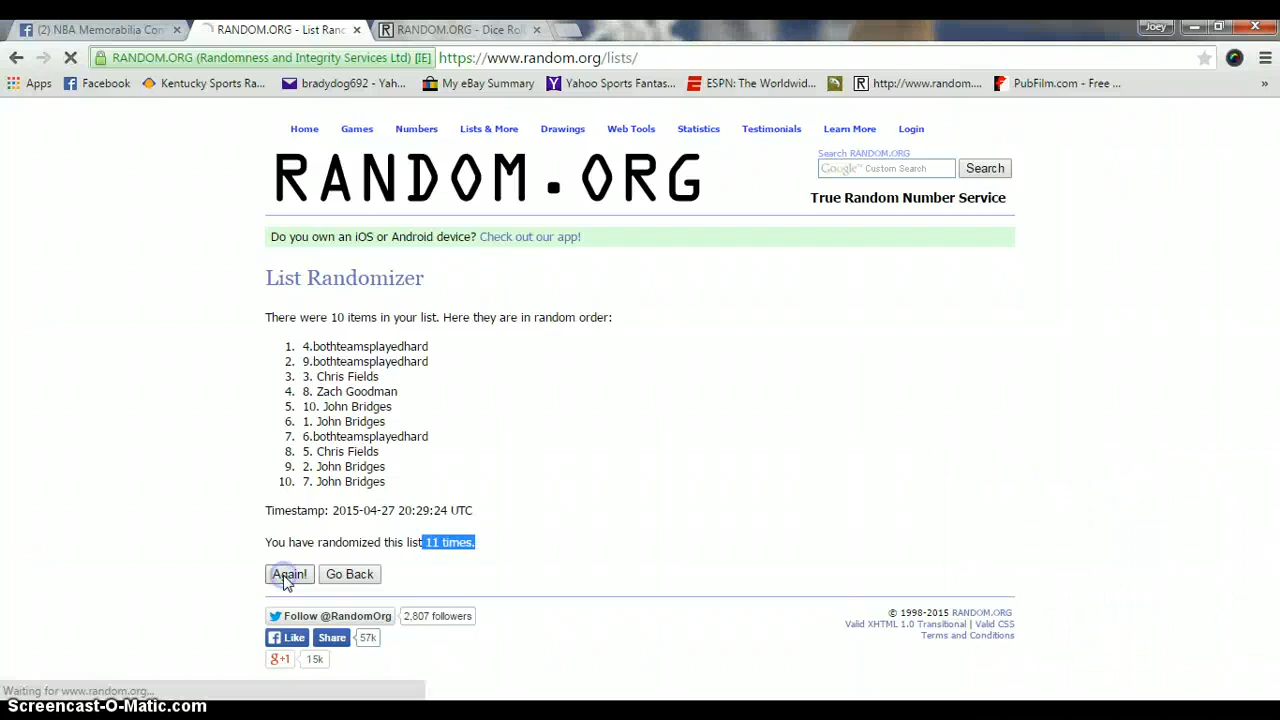 (2) NBA Memorabilia Con
RANDOM.ORG - List Ranc
RANDOM.ORG - Dice Roll
Joey
RANDOM.ORG (Randomness and Integrity Services Ltd) [IE] https://www.random.org/lists/
Apps Facebook Kentucky Sports Ra... bradydog692 - Yah... My eBay Summary Yahoo Sports Fantas... ESPN: The Worldwid... http://www.random.... PubFilm.com - Free ... »
Home Games Numbers Lists & More Drawings Web Tools Statistics Testimonials Learn More Login
RANDOM.ORG
Search RANDOM.ORG
Google™ Custom Search Search
True Random Number Service
Do you own an iOS or Android device? Check out our app!
List Randomizer
There were 10 items in your list. Here they are in random order:
1. 4.bothteamsplayedhard
2. 9.bothteamsplayedhard
3. 3. Chris Fields
4. 8. Zach Goodman
5. 10. John Bridges
6. 1. John Bridges
7. 6.bothteamsplayedhard
8. 5. Chris Fields
9. 2. John Bridges
10. 7. John Bridges
Timestamp: 2015-04-27 20:29:24 UTC
You have randomized this list 11 times.
Again! Go Back
Follow @RandomOrg 2,807 followers
Like Share 57k
g+1 15k
© 1998-2015 RANDOM.ORG
Valid XHTML 1.0 Transitional | Valid CSS
Terms and Conditions
Waiting for www.random.org...
Screencast-O-Matic.com